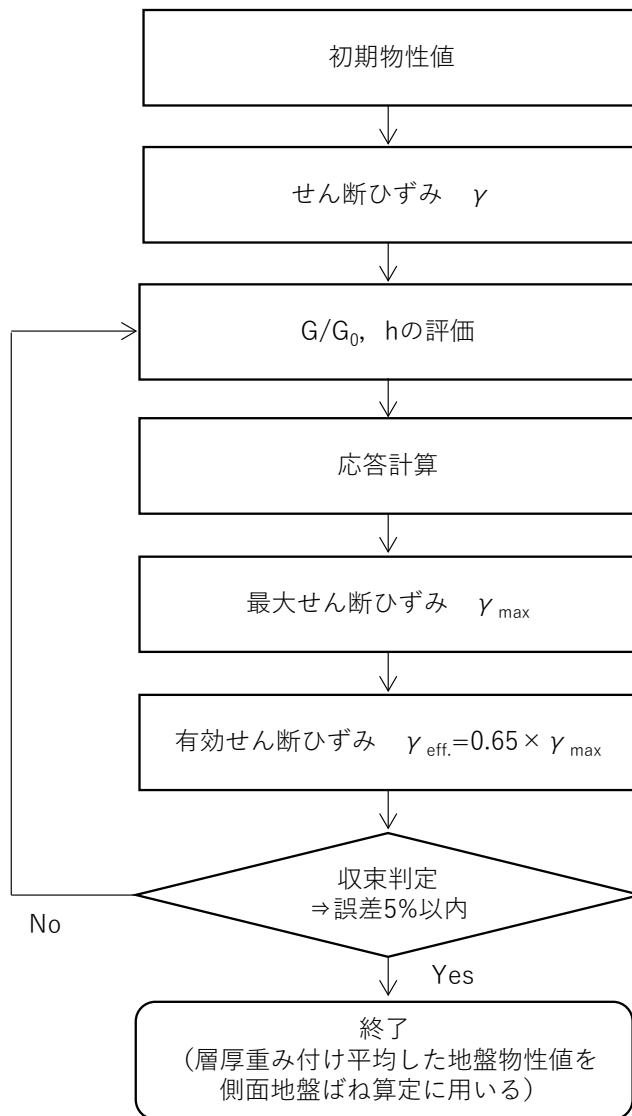 初期物性値
せん断ひずみ γ
G/G₀, hの評価
応答計算
最大せん断ひずみ γ max
有効せん断ひずみ γ eff.=0.65× γ max
収束判定
⇒誤差5%以内
No
Yes
終了
（層厚重み付け平均した地盤物性値を
側面地盤ばね算定に用いる）